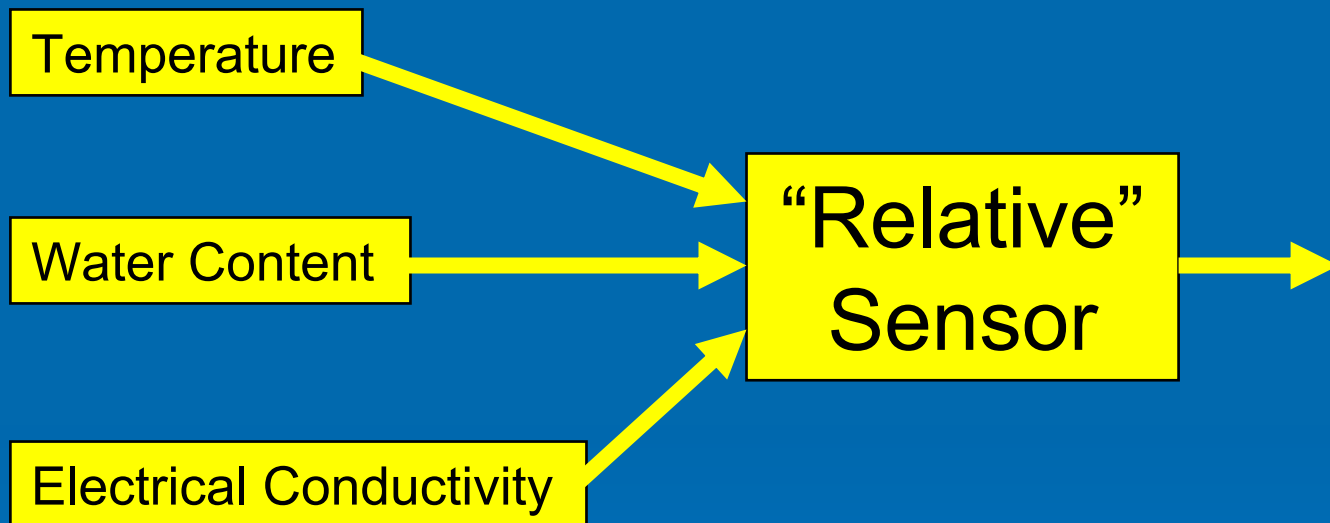 Temperature
Water Content
Electrical Conductivity
“Relative”
Sensor